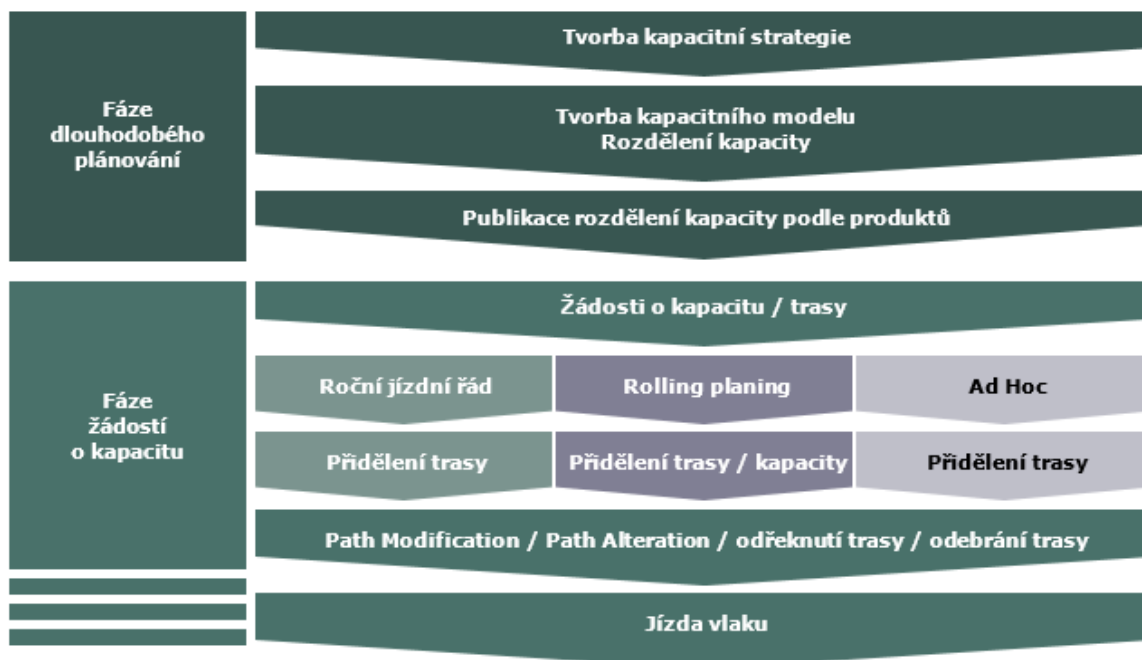 Fáze
dlouhodobého
plánování
Tvorba kapacitní strategie
Tvorba kapacitního modelu
Rozdělení kapacity
Publikace rozdělení kapacity podle produktů
Fáze
žádostí
o kapacitu
Žádosti o kapacitu / trasy
Roční jízdní řád
Rolling planing
Ad Hoc
Přidělení trasy
Přidělení trasy / kapacity
Přidělení trasy
Path Modification / Path Alteration / odřeknutí trasy / odebrání trasy
Jízda vlaku